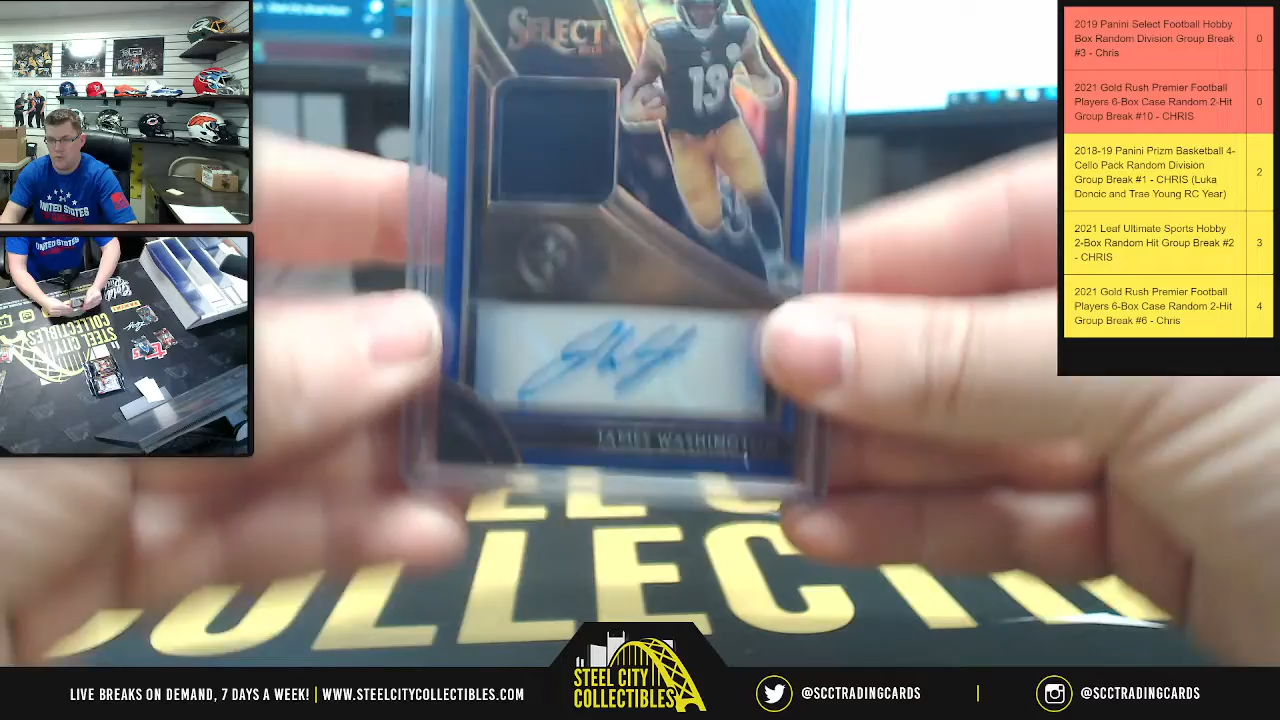 2019 Panini Select Football Hobby
Box Random Division Group Break
#3 - Chris
0
2021 Gold Rush Premier Football
Players 6-Box Case Random 2-Hit
Group Break #10 - CHRIS
0
2018-19 Panini Prizm Basketball 4-
Cello Pack Random Division
Group Break #1 - CHRIS (Luka
Doncic and Trae Young RC Year)
2
2021 Leaf Ultimate Sports Hobby
2-Box Random Hit Group Break #2
- CHRIS
3
2021 Gold Rush Premier Football
Players 6-Box Case Random 2-Hit
Group Break #6 - Chris
4
SELECT
19
UNITED STATES
UNITED STATES
STEEL CITY
COLLECTIBLES
STEEL CITY
COLLECTIBLES
LIVE BREAKS ON DEMAND, 7 DAYS A WEEK! | WWW.STEELCITYCOLLECTIBLES.COM
@SCCTRADINGCARDS | @SCCTRADINGCARDS